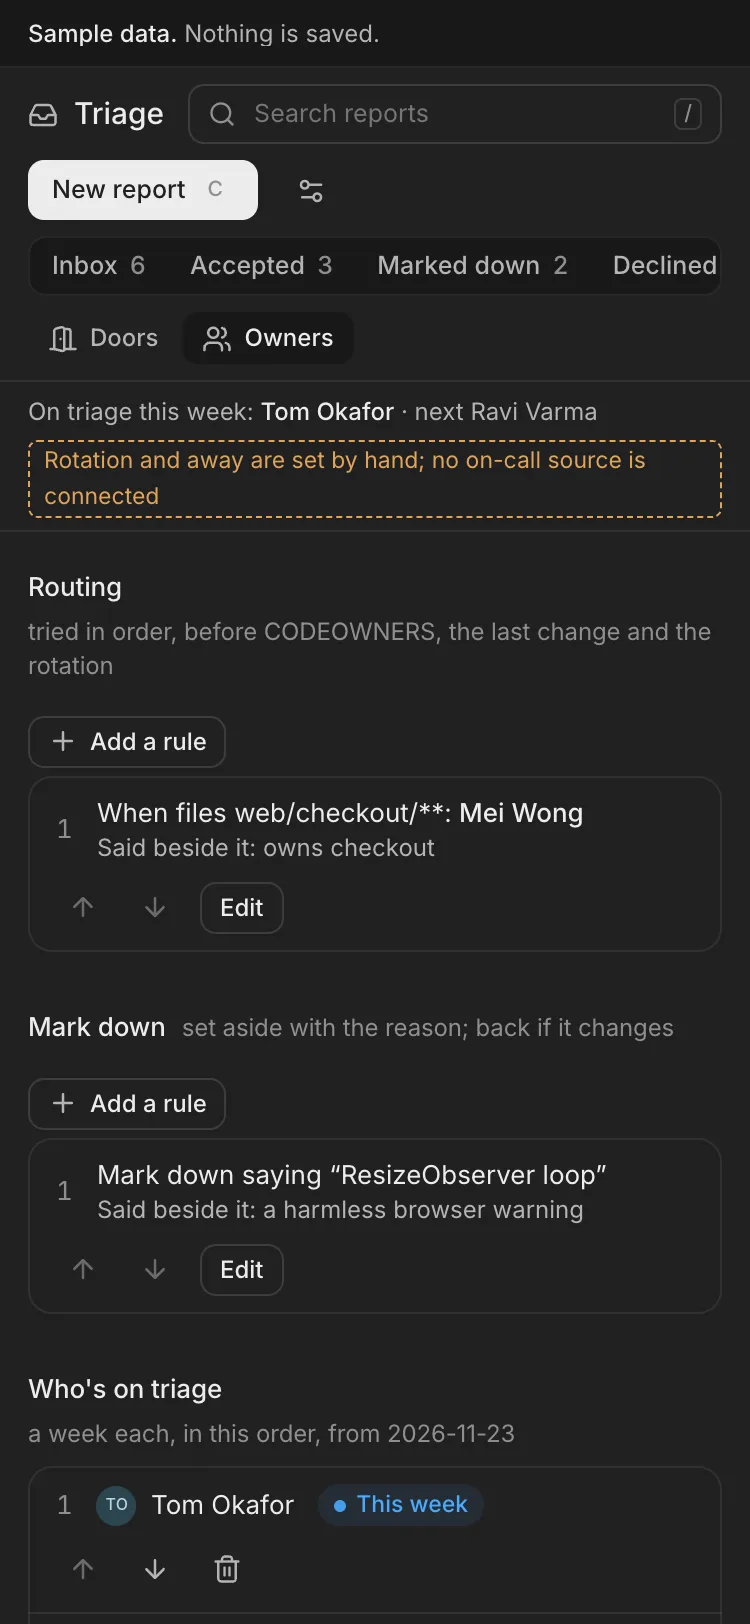 Sample data. Nothing is saved.
Triage
Search reports /
New report C
Inbox 6 Accepted 3 Marked down 2 Declined
Doors Owners
On triage this week: Tom Okafor · next Ravi Varma
Rotation and away are set by hand; no on-call source is
connected
Routing
tried in order, before CODEOWNERS, the last change and the
rotation
Add a rule
1 When files web/checkout/**: Mei Wong
Said beside it: owns checkout
Edit
Mark down set aside with the reason; back if it changes
Add a rule
1 Mark down saying “ResizeObserver loop”
Said beside it: a harmless browser warning
Edit
Who's on triage
a week each, in this order, from 2026-11-23
1 TO Tom Okafor This week